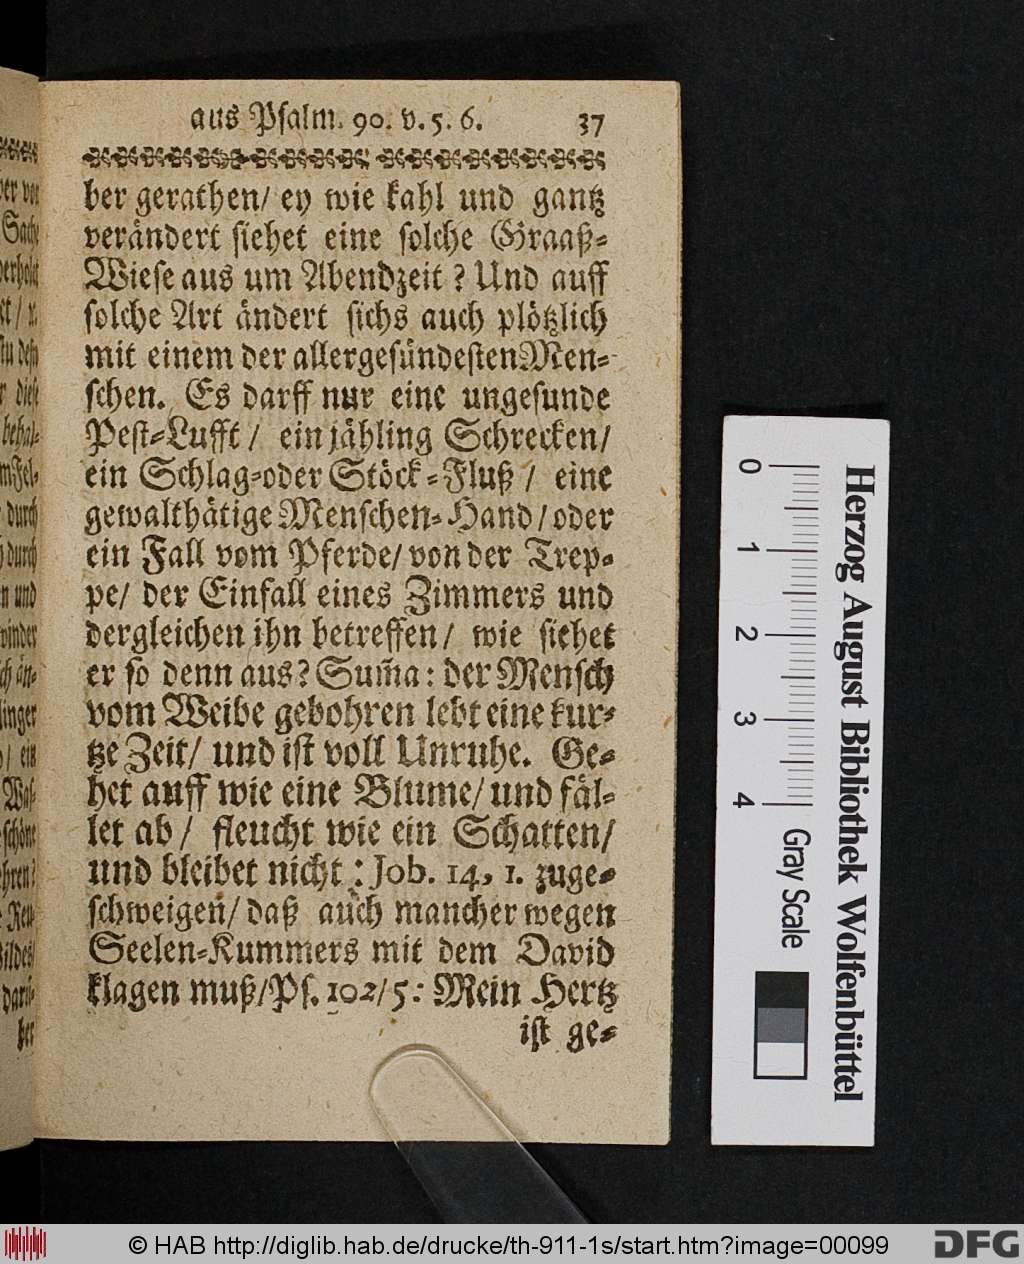 aus Psalm. 90. v. 5. 6. 37
ber gerathen/ ey wie kahl und gantz
verändert siehet eine solche Graaß-
Wiese aus um Abendzeit? Und auff
solche Art ändert sichs auch plötzlich
mit einem der allergesündesten Men-
schen. Es darff nur eine ungesunde
Pest-Lufft/ ein jähling Schrecken/
ein Schlag-oder Stöck-Fluß/ eine
gewalthätige Menschen-Hand/oder
ein Fall vom Pferde/ von der Trep-
pe/ der Einfall eines Zimmers und
dergleichen ihn betreffen/ wie siehet
er so denn aus? Sum̃a: der Mensch
vom Weibe gebohren lebt eine kur-
tze Zeit/ und ist voll Unruhe. Ge-
het auff wie eine Blume/ und fäl-
let ab/ fleucht wie ein Schatten/
und bleibet nicht: Job. 14, 1. zuge-
schweigen/ daß auch mancher wegen
Seelen-Kummers mit dem David
klagen muß/Ps. 102/5: Mein Hertz
ist ge-
0 1 2 3 4
Gray Scale
Herzog August Bibliothek Wolfenbüttel
© HAB http://diglib.hab.de/drucke/th-911-1s/start.htm?image=00099
DFG